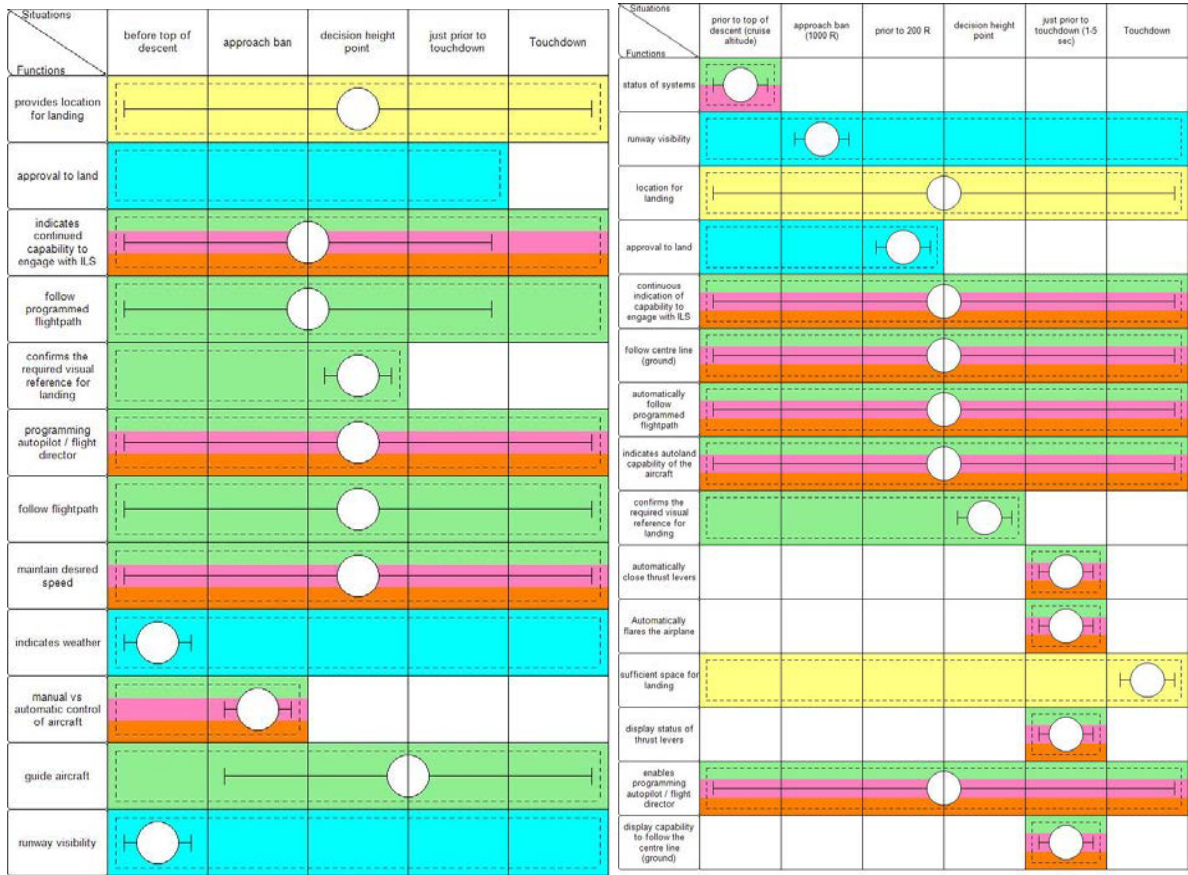 Situations
Functions
before top of
descent
approach ban
decision height
point
just prior to
touchdown
Touchdown
provides location
for landing
approval to land
indicates
continued
capability to
engage with ILS
follow
programmed
flightpath
confirms the
required visual
reference for
landing
programming
autopilot / flight
director
follow flightpath
maintain desired
speed
indicates weather
manual vs
automatic control
of aircraft
guide aircraft
runway visibility
Situations
Functions
prior to top of
descent (cruise
altitude)
approach ban
(1000 R)
prior to 200 R
decision height
point
just prior to
touchdown (1-5
sec)
Touchdown
status of systems
runway visibility
location for
landing
approval to land
continuous
indication of
capability to
engage with ILS
follow centre line
(ground)
automatically
follow
programmed
flightpath
indicates autoland
capability of the
aircraft
confirms the
required visual
reference for
landing
automatically
close thrust levers
Automatically
flares the airplane
sufficient space for
landing
display status of
thrust levers
enables
programming
autopilot / flight
director
display capability
to follow the
centre line
(ground)